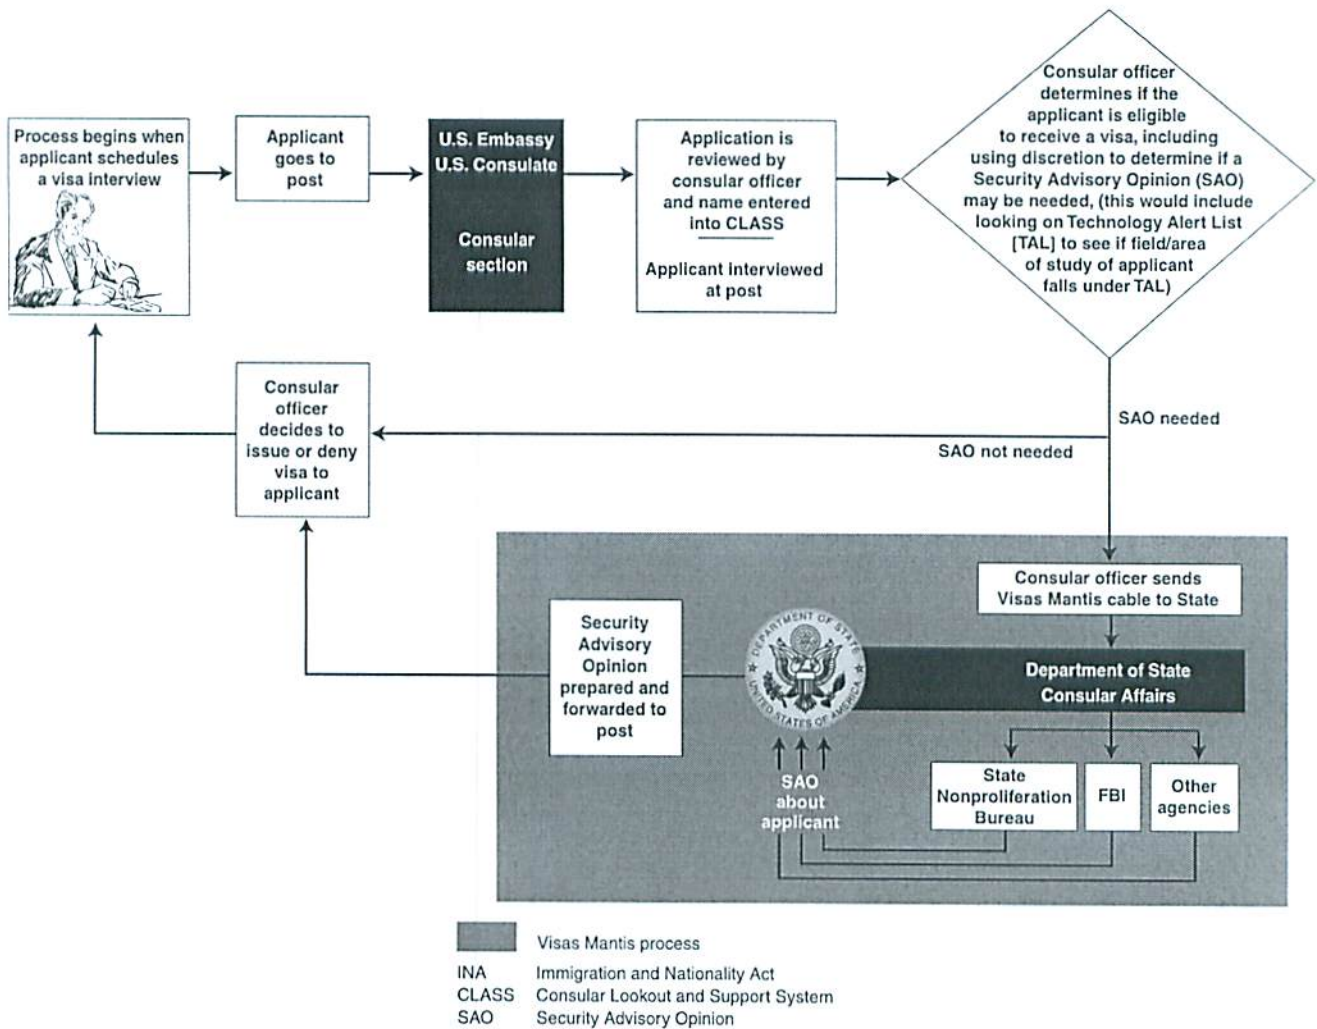 Process begins when
applicant schedules
a visa interview
Applicant
goes to
post
U.S. Embassy
U.S. Consulate
Consular
section
Application is
reviewed by
consular officer
and name entered
into CLASS
Applicant interviewed
at post
Consular officer
determines if the
applicant is eligible
to receive a visa, including
using discretion to determine if a
Security Advisory Opinion (SAO)
may be needed, (this would include
looking on Technology Alert List
[TAL] to see if field/area
of study of applicant
falls under TAL)
SAO needed
SAO not needed
Consular
officer
decides to
issue or deny
visa to
applicant
Consular officer sends
Visas Mantis cable to State
Department of State
Consular Affairs
State
Nonproliferation
Bureau
FBI
Other
agencies
SAO
about
applicant
DEPARTMENT OF STATE
UNITED STATES OF AMERICA
Security
Advisory
Opinion
prepared and
forwarded to
post
Visas Mantis process
INA Immigration and Nationality Act
CLASS Consular Lookout and Support System
SAO Security Advisory Opinion